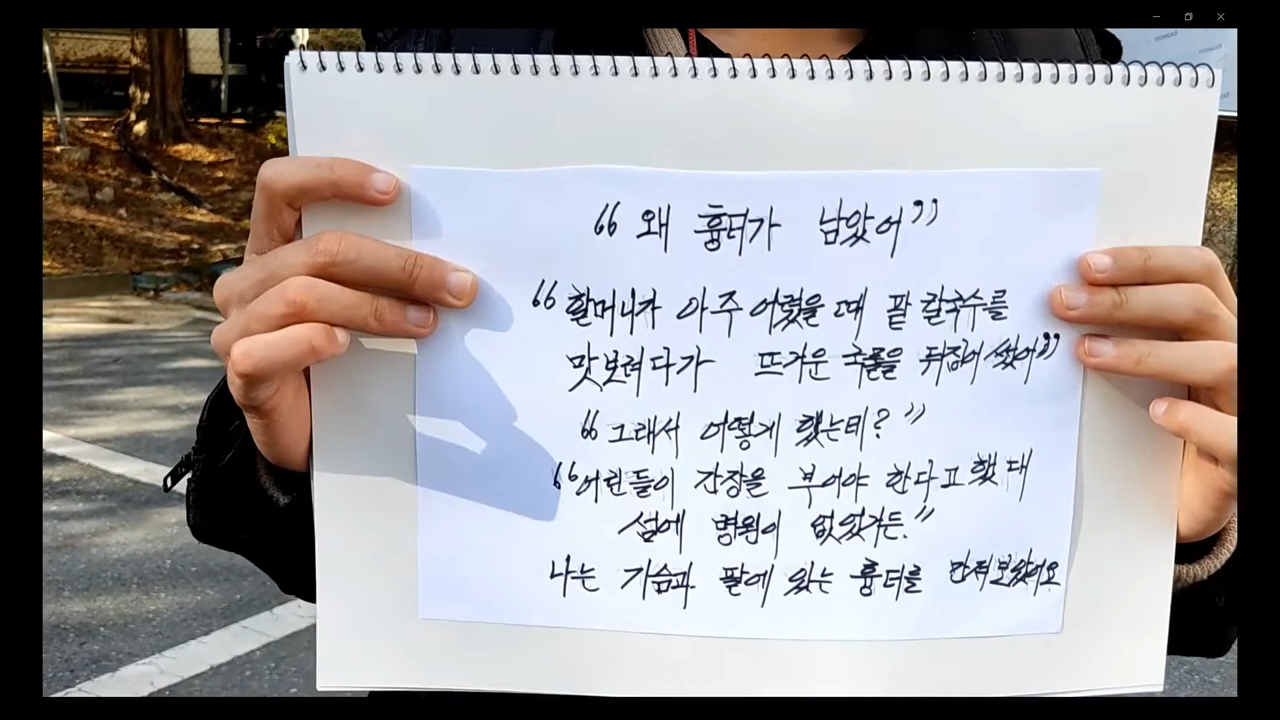 “왜 흉터가 남았어”
“할머니가 아주 어렸을 때 팥 칼국수를
맛보려다가 뜨거운 국물을 뒤집어 썼어”
“그래서 어떻게 했는데?”
“어른들이 간장을 부어야 한다고 했대
섬에 병원이 없었거든.”
나는 가슴과 팔에 있는 흉터를 만져보았어요